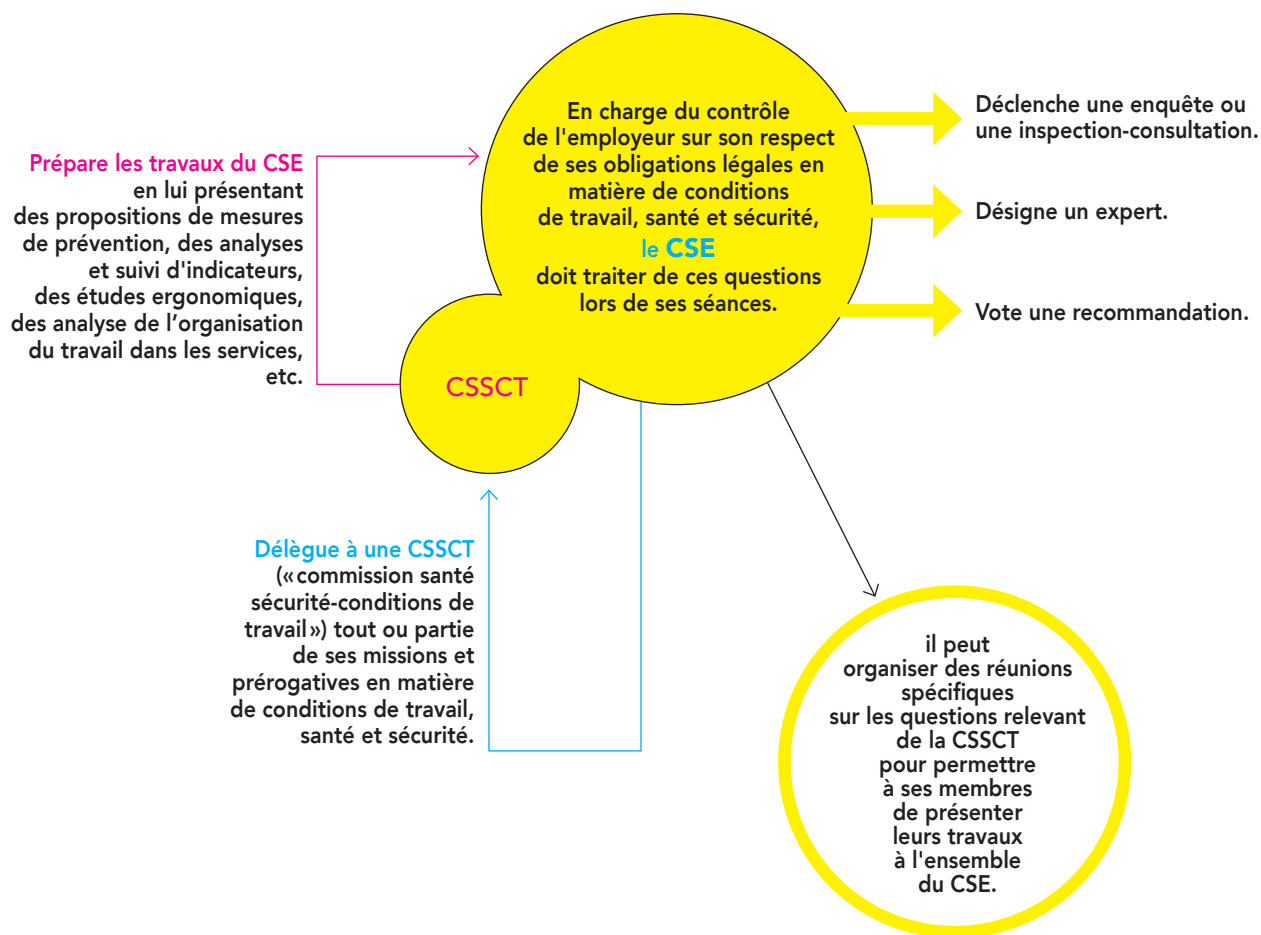 En charge du contrôle
de l'employeur sur son respect
de ses obligations légales en
matière de conditions
de travail, santé et sécurité,
le CSE
doit traiter de ces questions
lors de ses séances.
Déclenche une enquête ou
une inspection-consultation.
Désigne un expert.
Vote une recommandation.
Prépare les travaux du CSE
en lui présentant
des propositions de mesures
de prévention, des analyses
et suivi d'indicateurs,
des études ergonomiques,
des analyse de l’organisation
du travail dans les services,
etc.
CSSCT
Délègue à une CSSCT
(«commission santé
sécurité-conditions de
travail») tout ou partie
de ses missions et
prérogatives en matière
de conditions de travail,
santé et sécurité.
il peut
organiser des réunions
spécifiques
sur les questions relevant
de la CSSCT
pour permettre
à ses membres
de présenter
leurs travaux
à l'ensemble
du CSE.